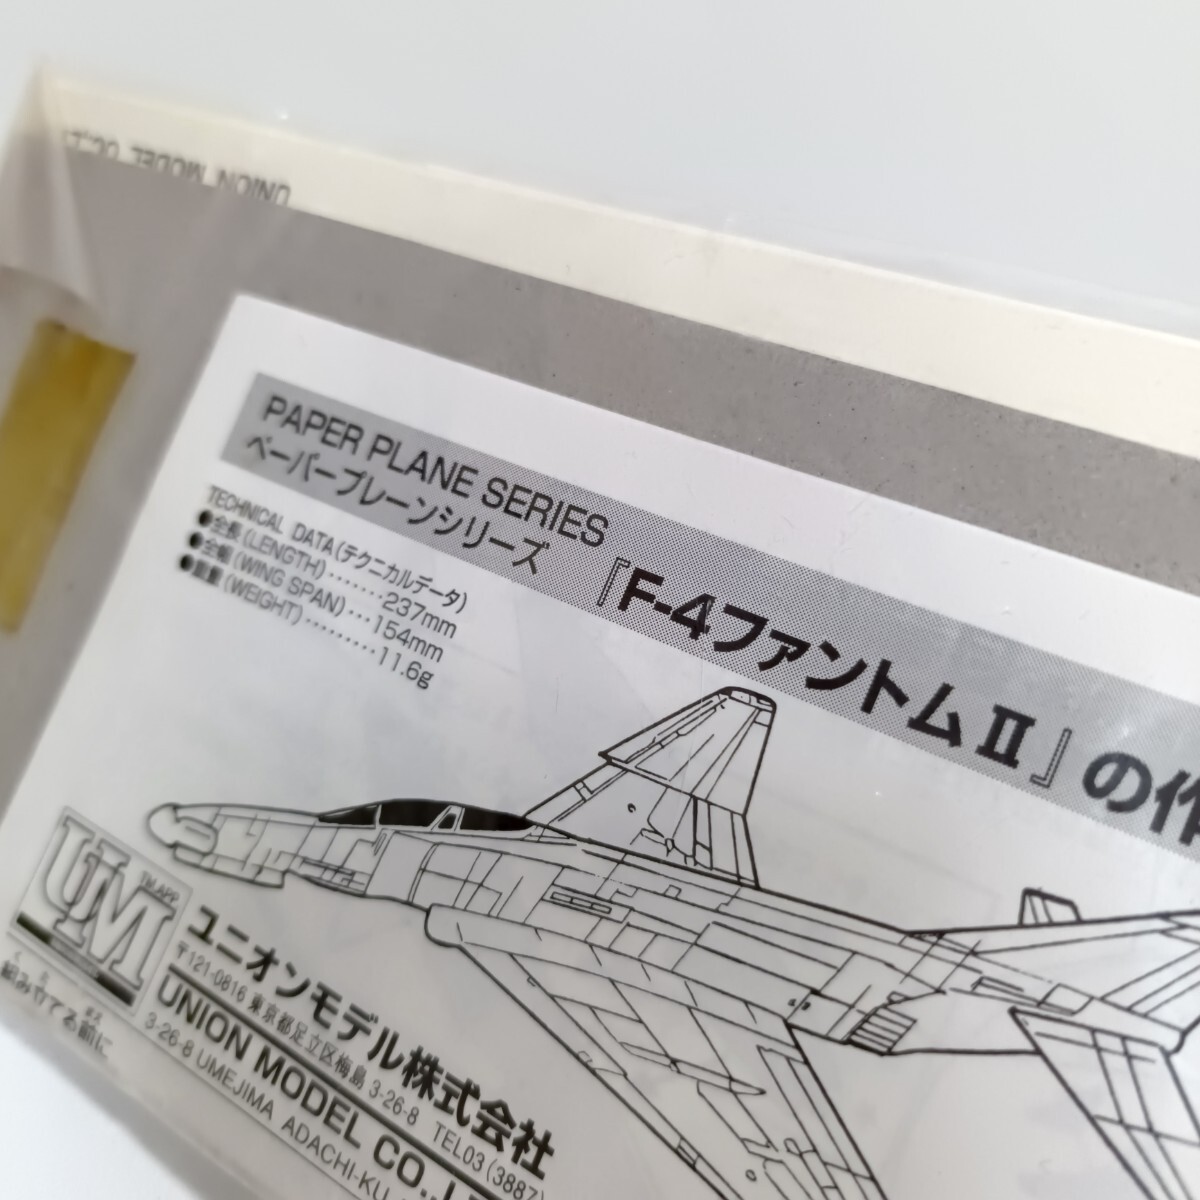 UNION MODEL CO.,LT
PAPER PLANE SERIES
ペーパープレーンシリーズ 『F-4ファントムⅡ』の作
TECHNICAL DATA(テクニカルデータ)
●全長(LENGTH)‥‥‥‥237mm
●全幅(WING SPAN)‥‥154mm
●重量(WEIGHT)‥‥‥‥‥11.6g
UM
TM.APP
ユニオンモデル株式会社
〒121-0816 東京都足立区梅島 3-26-8 TEL03(3887)
UNION MODEL CO.,LT
3-26-8 UMEJIMA ADACHI-KU
組み立てる前に